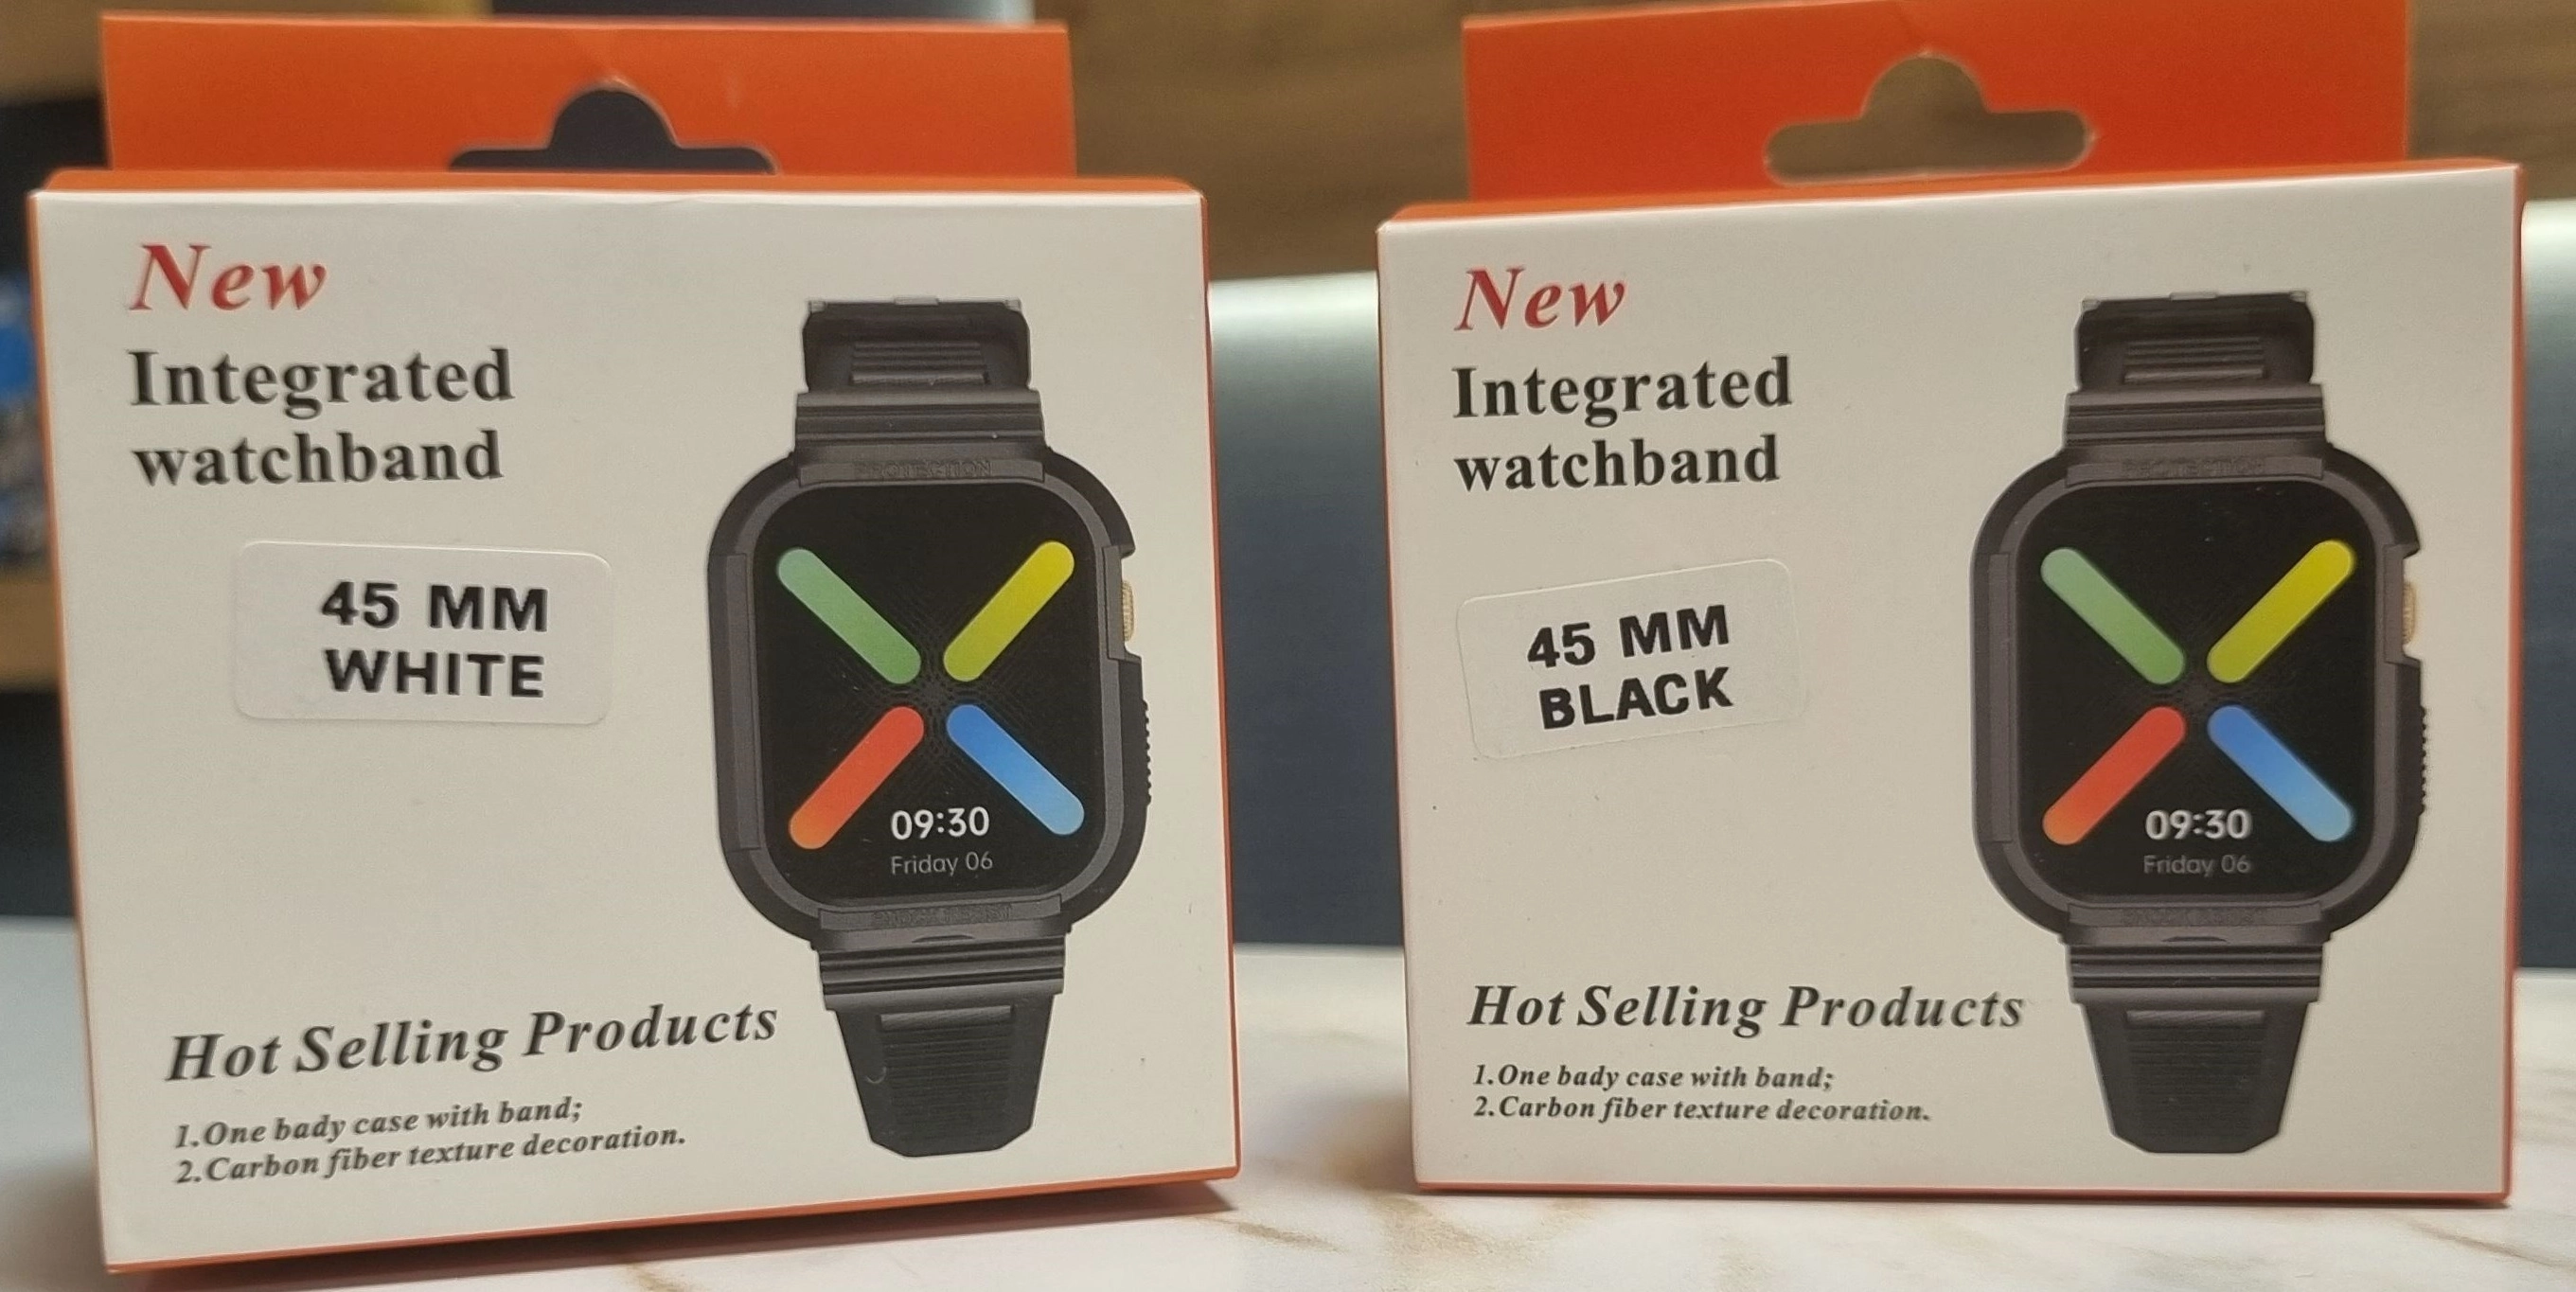 New
Integrated
watchband
45 MM
WHITE
PROTECTION
09:30
Friday 06
Hot Selling Products
1.One bady case with band;
2.Carbon fiber texture decoration.
New
Integrated
watchband
45 MM
BLACK
PROTECTION
09:30
Friday 06
Hot Selling Products
1.One bady case with band;
2.Carbon fiber texture decoration.